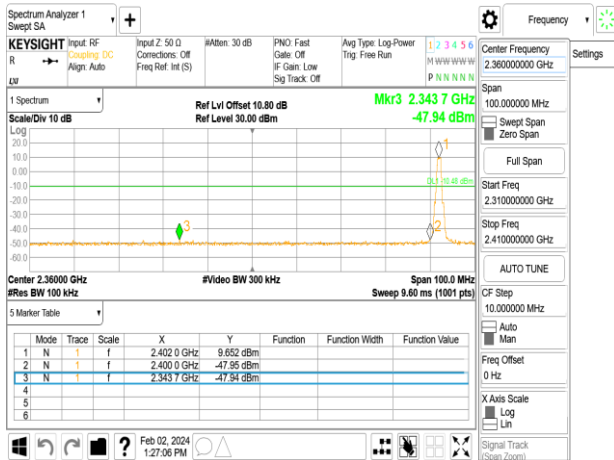 Spectrum Analyzer 1
Swept SA
+
Frequency
Settings
KEYSIGHT
R
Input: RF
Coupling: DC
Align: Auto
Input Z: 50 Ω
Corrections: Off
Freq Ref: Int (S)
#Atten: 30 dB
PNO: Fast
Gate: Off
IF Gain: Low
Sig Track: Off
Avg Type: Log-Power
Trig: Free Run
1 2 3 4 5 6
M W W W W W
P N N N N N
LXI
1 Spectrum
Scale/Div 10 dB
Ref Lvl Offset 10.80 dB
Ref Level 30.00 dBm
Mkr3 2.343 7 GHz
-47.94 dBm
Log
20.0
10.0
0.00
-10.0
-20.0
-30.0
-40.0
-50.0
-60.0
1
DL1 -10.48 dBm
2
3
Center 2.36000 GHz
#Res BW 100 kHz
#Video BW 300 kHz
Span 100.0 MHz
Sweep 9.60 ms (1001 pts)
5 Marker Table
Mode Trace Scale X Y Function Function Width Function Value
1 N 1 f 2.402 0 GHz 9.652 dBm
2 N 1 f 2.400 0 GHz -47.95 dBm
3 N 1 f 2.343 7 GHz -47.94 dBm
4
5
6
Center Frequency
2.360000000 GHz
Span
100.000000 MHz
Swept Span
Zero Span
Full Span
Start Freq
2.310000000 GHz
Stop Freq
2.410000000 GHz
AUTO TUNE
CF Step
10.000000 MHz
Auto
Man
Freq Offset
0 Hz
X Axis Scale
Log
Lin
Signal Track
(Span Zoom)
?
Feb 02, 2024
1:27:06 PM